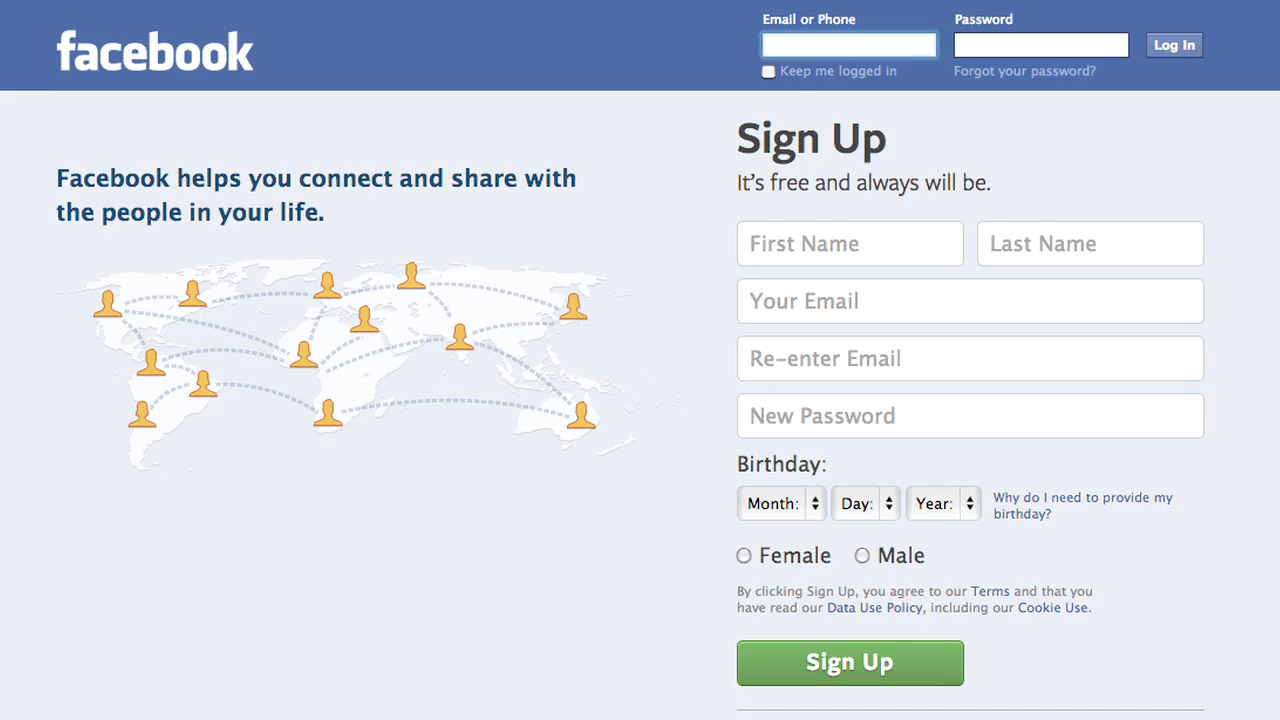 facebook
Email or Phone
Password
Log In
Keep me logged in
Forgot your password?
Facebook helps you connect and share with
the people in your life.
Sign Up
It's free and always will be.
First Name
Last Name
Your Email
Re-enter Email
New Password
Birthday:
Month:
Day:
Year:
Why do I need to provide my
birthday?
Female
Male
By clicking Sign Up, you agree to our Terms and that you
have read our Data Use Policy, including our Cookie Use.
Sign Up